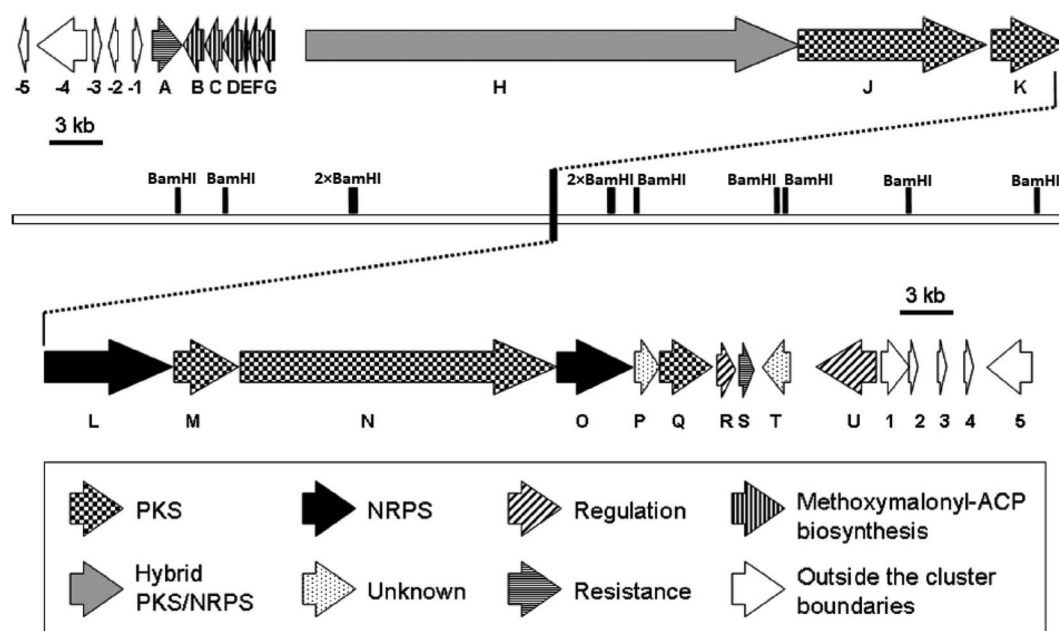 -5 -4 -3 -2 -1 A B C D E F G H J K
3 kb
BamHI BamHI 2×BamHI 2×BamHI BamHI BamHI BamHI BamHI BamHI
3 kb
L M N O P Q R S T U 1 2 3 4 5
PKS NRPS Regulation Methoxymalonyl-ACP
biosynthesis
Hybrid Unknown Resistance Outside the cluster
PKS/NRPS boundaries